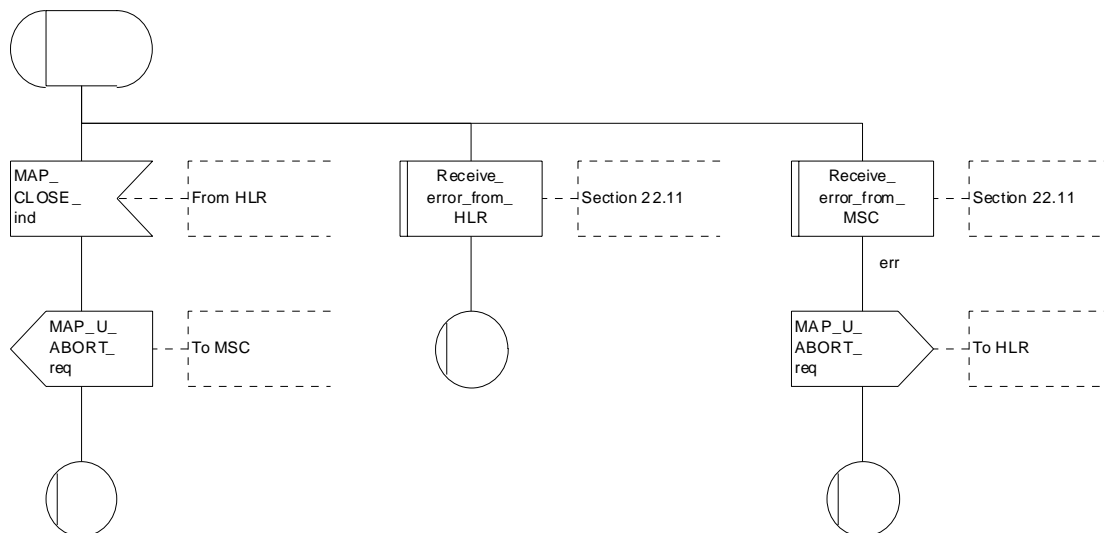 MAP_
CLOSE_
ind
From HLR
Receive_
error_from_
HLR
Section 22.11
Receive_
error_from_
MSC
Section 22.11
err
MAP_U_
ABORT_
req
To MSC
MAP_U_
ABORT_
req
To HLR